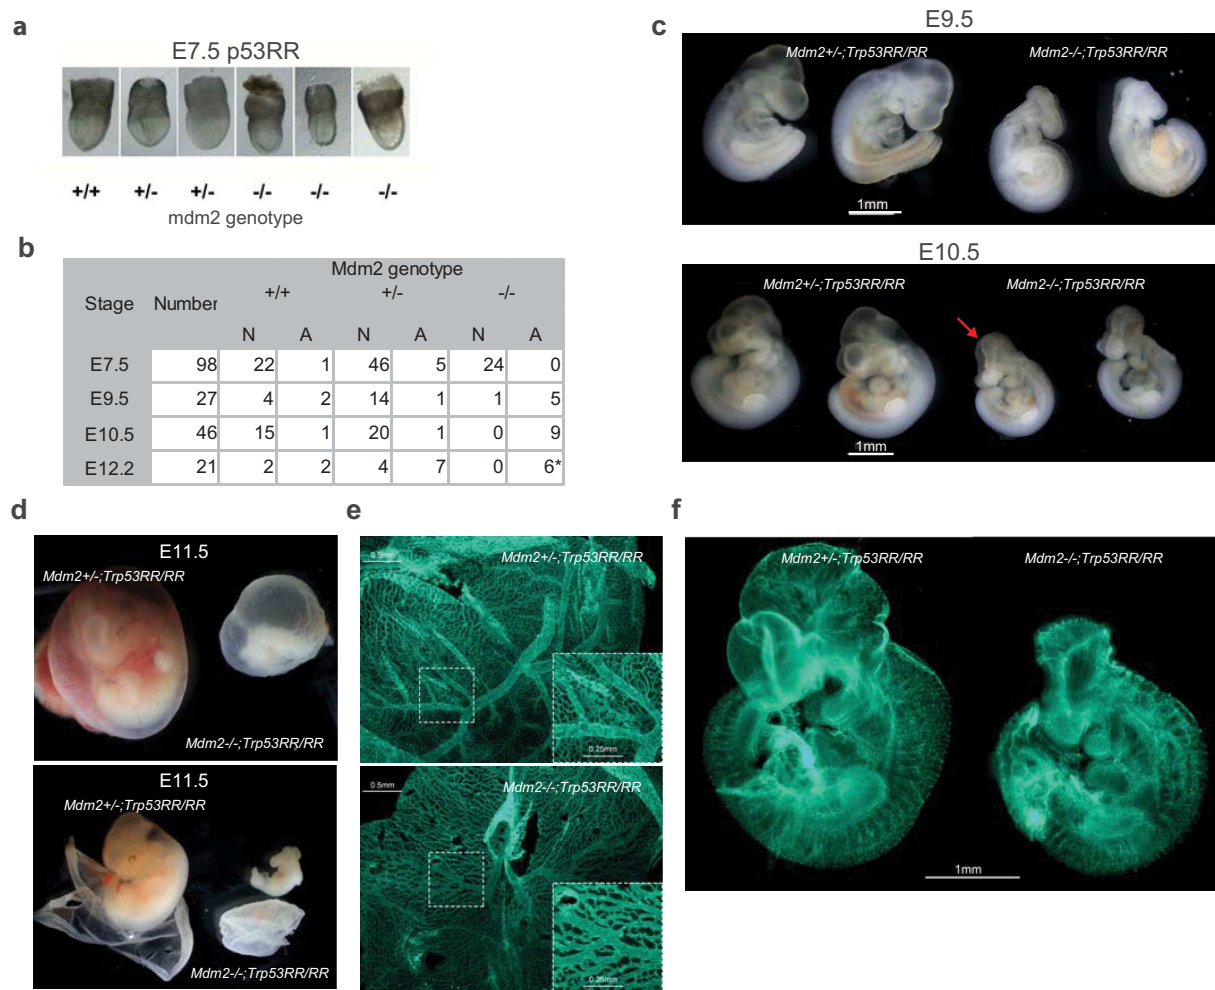 a
E7.5 p53RR
+/+ +/- +/- -/- -/- -/-
mdm2 genotype
b
Mdm2 genotype
Stage Number +/+ +/- -/-
N A N A N A
E7.5 98 22 1 46 5 24 0
E9.5 27 4 2 14 1 1 5
E10.5 46 15 1 20 1 0 9
E12.2 21 2 2 4 7 0 6*
c
E9.5
Mdm2+/-;Trp53RR/RR Mdm2-/-;Trp53RR/RR
1mm
E10.5
Mdm2+/-;Trp53RR/RR Mdm2-/-;Trp53RR/RR
1mm
d
E11.5
Mdm2+/-;Trp53RR/RR
Mdm2-/-;Trp53RR/RR
E11.5
Mdm2+/-;Trp53RR/RR
Mdm2-/-;Trp53RR/RR
e
0.5mm
Mdm2+/-;Trp53RR/RR
0.25mm
0.5mm
Mdm2-/-;Trp53RR/RR
0.25mm
f
Mdm2+/-;Trp53RR/RR Mdm2-/-;Trp53RR/RR
1mm